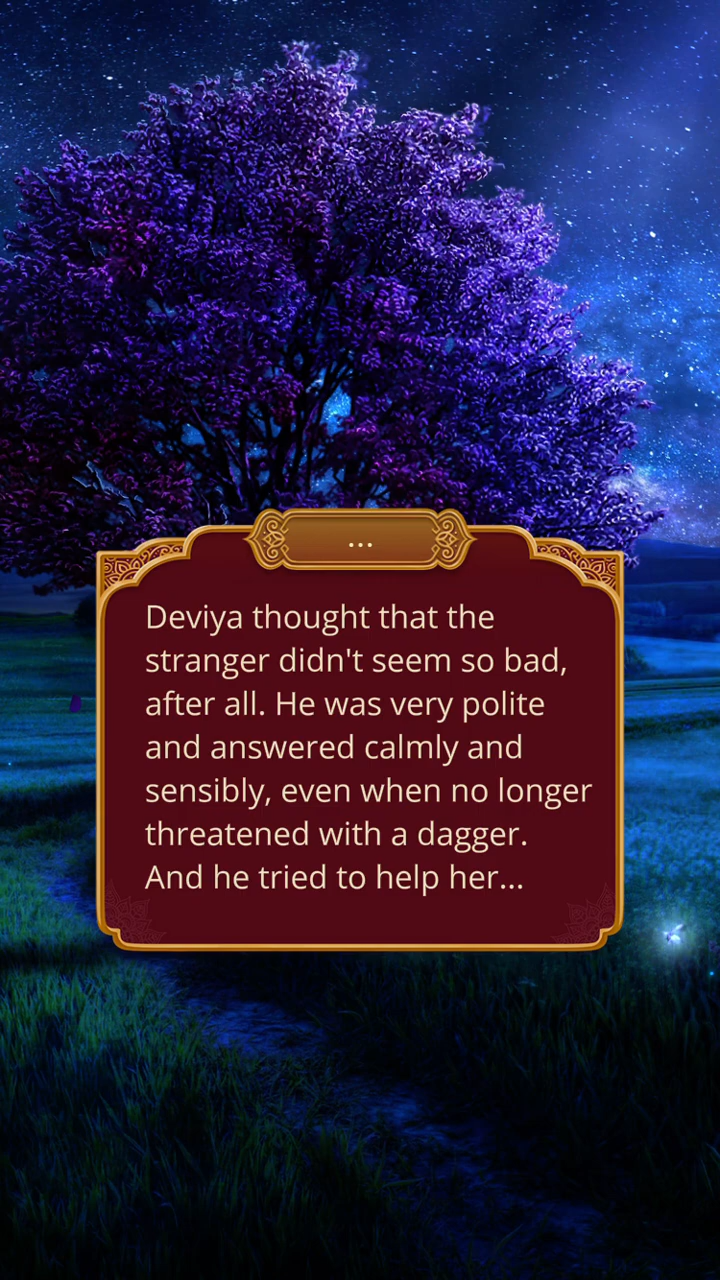 ...
Deviya thought that the
stranger didn't seem so bad,
after all. He was very polite
and answered calmly and
sensibly, even when no longer
threatened with a dagger.
And he tried to help her...